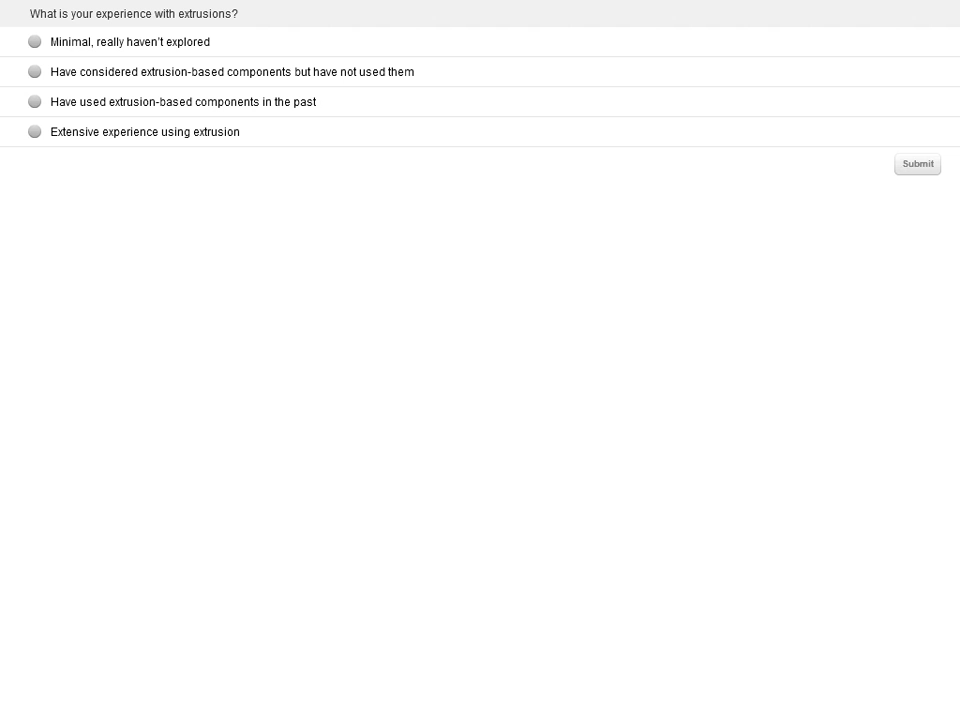 What is your experience with extrusions?
Minimal, really haven't explored
Have considered extrusion-based components but have not used them
Have used extrusion-based components in the past
Extensive experience using extrusion
Submit